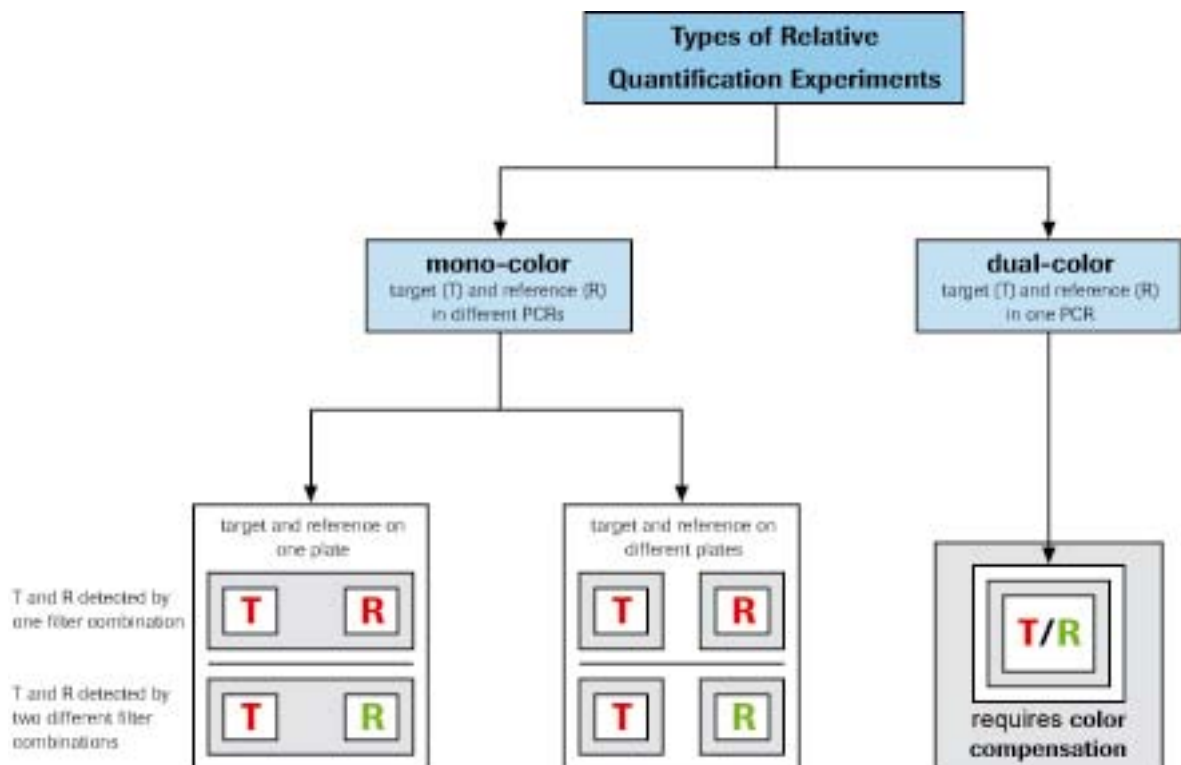 Types of Relative
Quantification Experiments
mono-color
target (T) and reference (R)
in different PCRs
dual-color
target (T) and reference (R)
in one PCR
target and reference on
one plate
target and reference on
different plates
T and R detected by
one filter combination
T R
T R
T/R
T and R detected by
two different filter
combinations
T R
T R
requires color
compensation